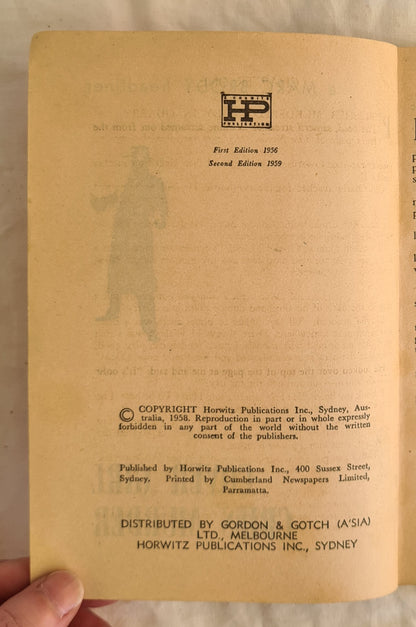 A HORWITZ
HP
PUBLICATION
First Edition 1956
Second Edition 1959
© COPYRIGHT Horwitz Publications Inc., Sydney, Aus-
tralia, 1958. Reproduction in part or in whole expressly
forbidden in any part of the world without the written
consent of the publishers.
Published by Horwitz Publications Inc., 400 Sussex Street,
Sydney. Printed by Cumberland Newspapers Limited,
Parramatta.
DISTRIBUTED BY GORDON & GOTCH (A'SIA)
LTD., MELBOURNE
HORWITZ PUBLICATIONS INC., SYDNEY